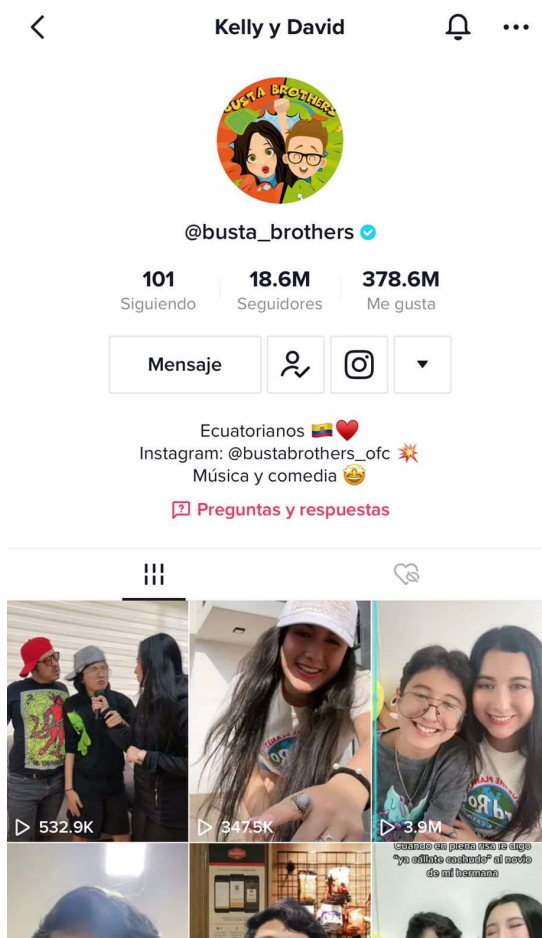 Kelly y David
BUSTA BROTHERS
@busta_brothers
101
18.6M
378.6M
Siguiendo
Seguidores
Me gusta
Mensaje
Ecuatorianos
Instagram: @bustabrothers_ofc
Música y comedia
Preguntas y respuestas
532.9K
347.5K
3.9M
Cuando en plena risa le digo
"ya cállate cachudo" al novio
de mi hermana